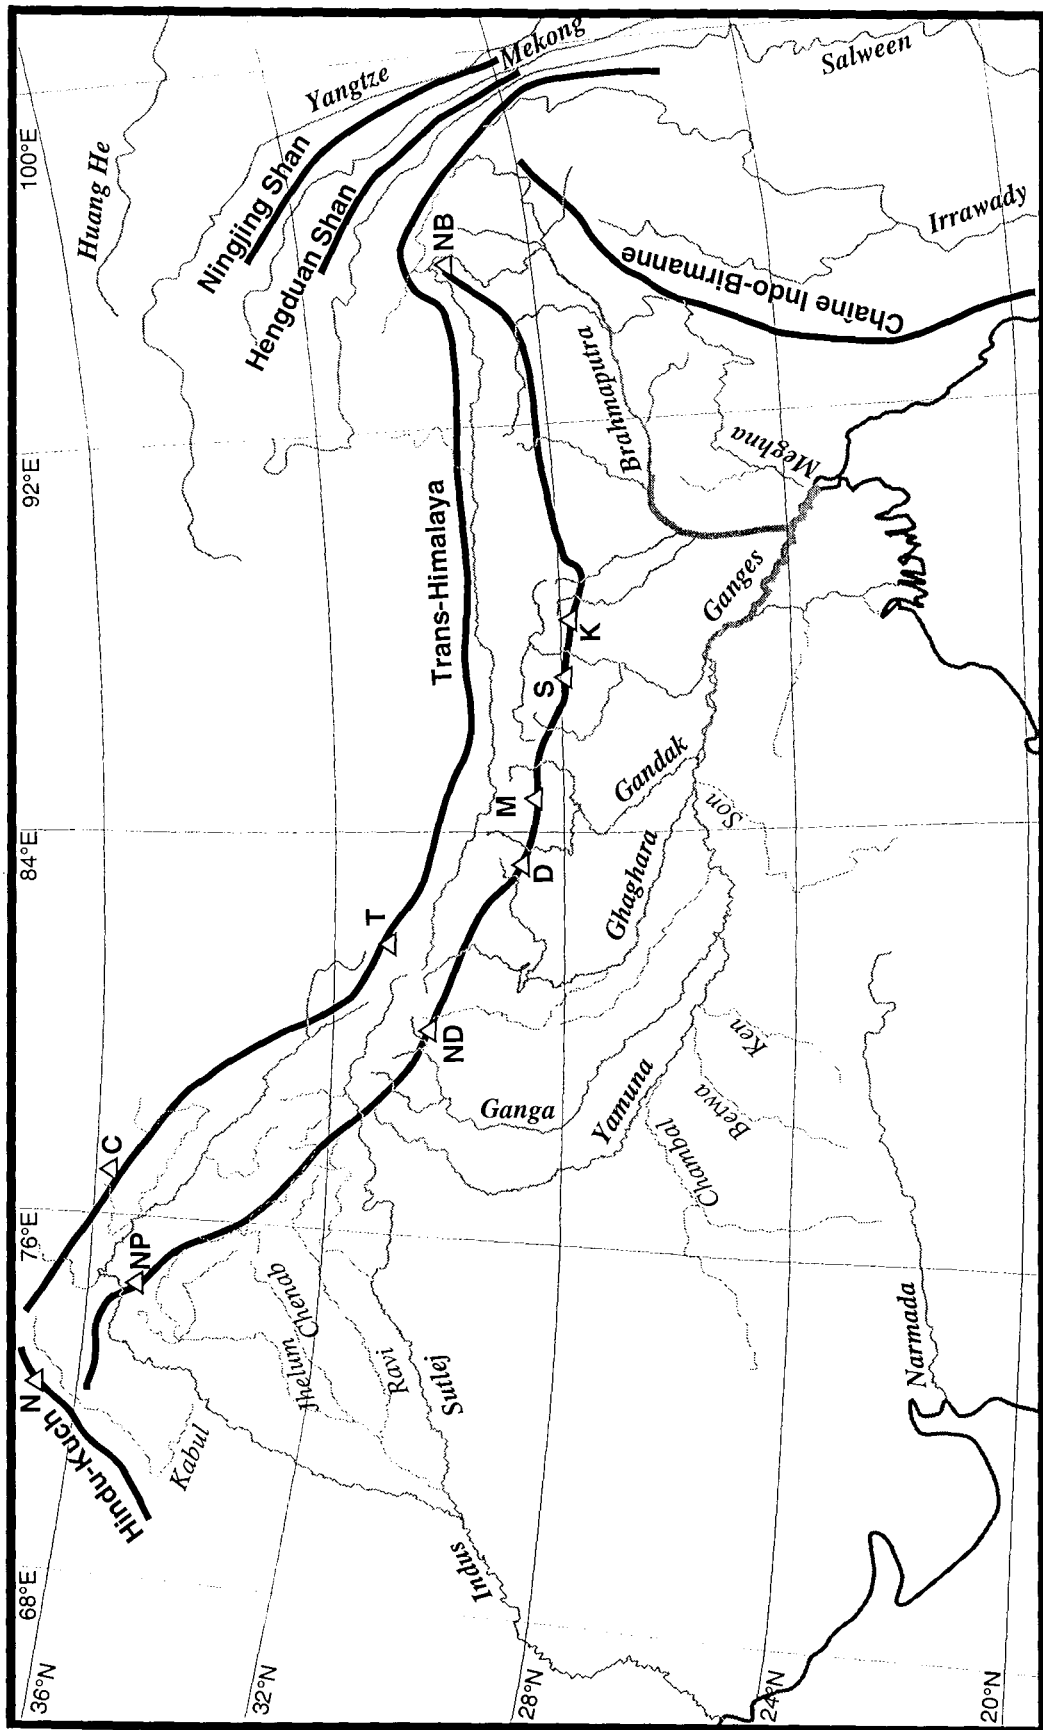 68°E
76°E
84°E
92°E
100°E
36°N
32°N
28°N
24°N
20°N
Hindu-Kuch
N
NP
C
T
ND
D
M
S
K
NB
Trans-Himalaya
Ningjing Shan
Hengduan Shan
Chaîne Indo-Birmanne
Huang He
Yangtze
Mekong
Salween
Irrawady
Brahmaputra
Meghna
Ganges
Gandak
Ghaghara
Son
Ganga
Yamuna
Ken
Betwa
Chambal
Kabul
Jhelum
Chenab
Ravi
Sutlej
Indus
Narmada